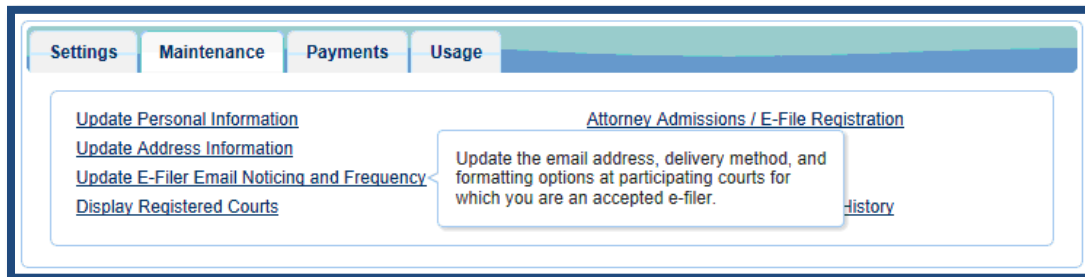 Settings Maintenance Payments Usage
Update Personal Information
Attorney Admissions / E-File Registration
Update Address Information
Update E-Filer Email Noticing and Frequency
Display Registered Courts
Update the email address, delivery method, and
formatting options at participating courts for
which you are an accepted e-filer.
History